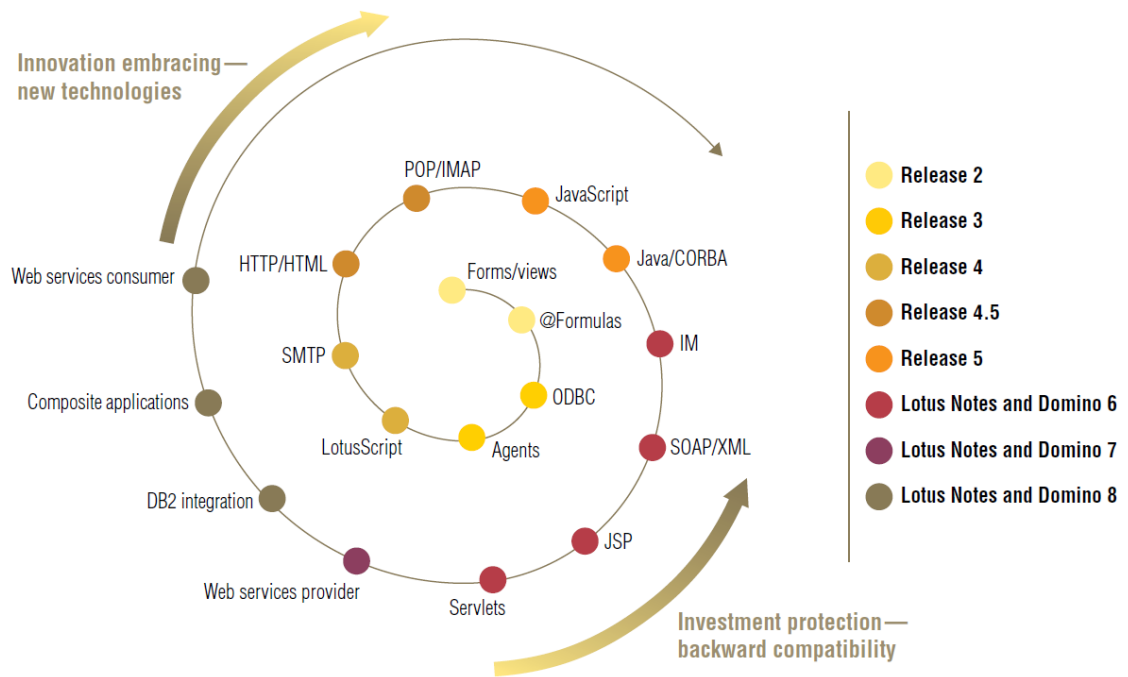 Innovation embracing—
new technologies
POP/IMAP
JavaScript
HTTP/HTML
Forms/views
Java/CORBA
Web services consumer
@Formulas
SMTP
IM
Composite applications
ODBC
LotusScript
Agents
SOAP/XML
DB2 integration
JSP
Web services provider
Servlets
Investment protection—
backward compatibility
Release 2
Release 3
Release 4
Release 4.5
Release 5
Lotus Notes and Domino 6
Lotus Notes and Domino 7
Lotus Notes and Domino 8